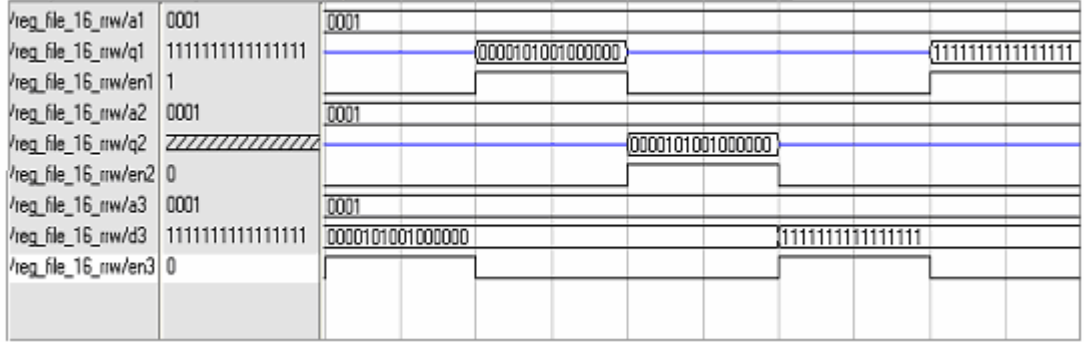 /reg_file_16_rrw/a1 0001 0001
/reg_file_16_rrw/q1 1111111111111111 0000101001000000 1111111111111111
/reg_file_16_rrw/en1 1
/reg_file_16_rrw/a2 0001 0001
/reg_file_16_rrw/q2 0000101001000000
/reg_file_16_rrw/en2 0
/reg_file_16_rrw/a3 0001 0001
/reg_file_16_rrw/d3 1111111111111111 0000101001000000 1111111111111111
/reg_file_16_rrw/en3 0